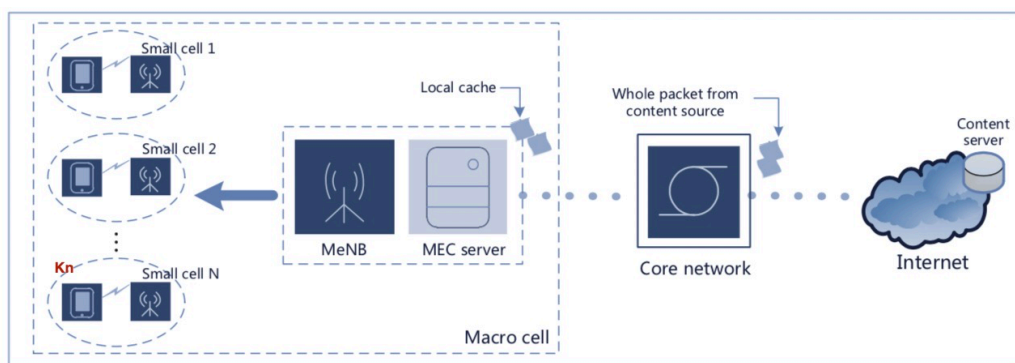 Small cell 1
Small cell 2
Kn
Small cell N
Local cache
MeNB
MEC server
Macro cell
Whole packet from
content source
Core network
Content
server
Internet